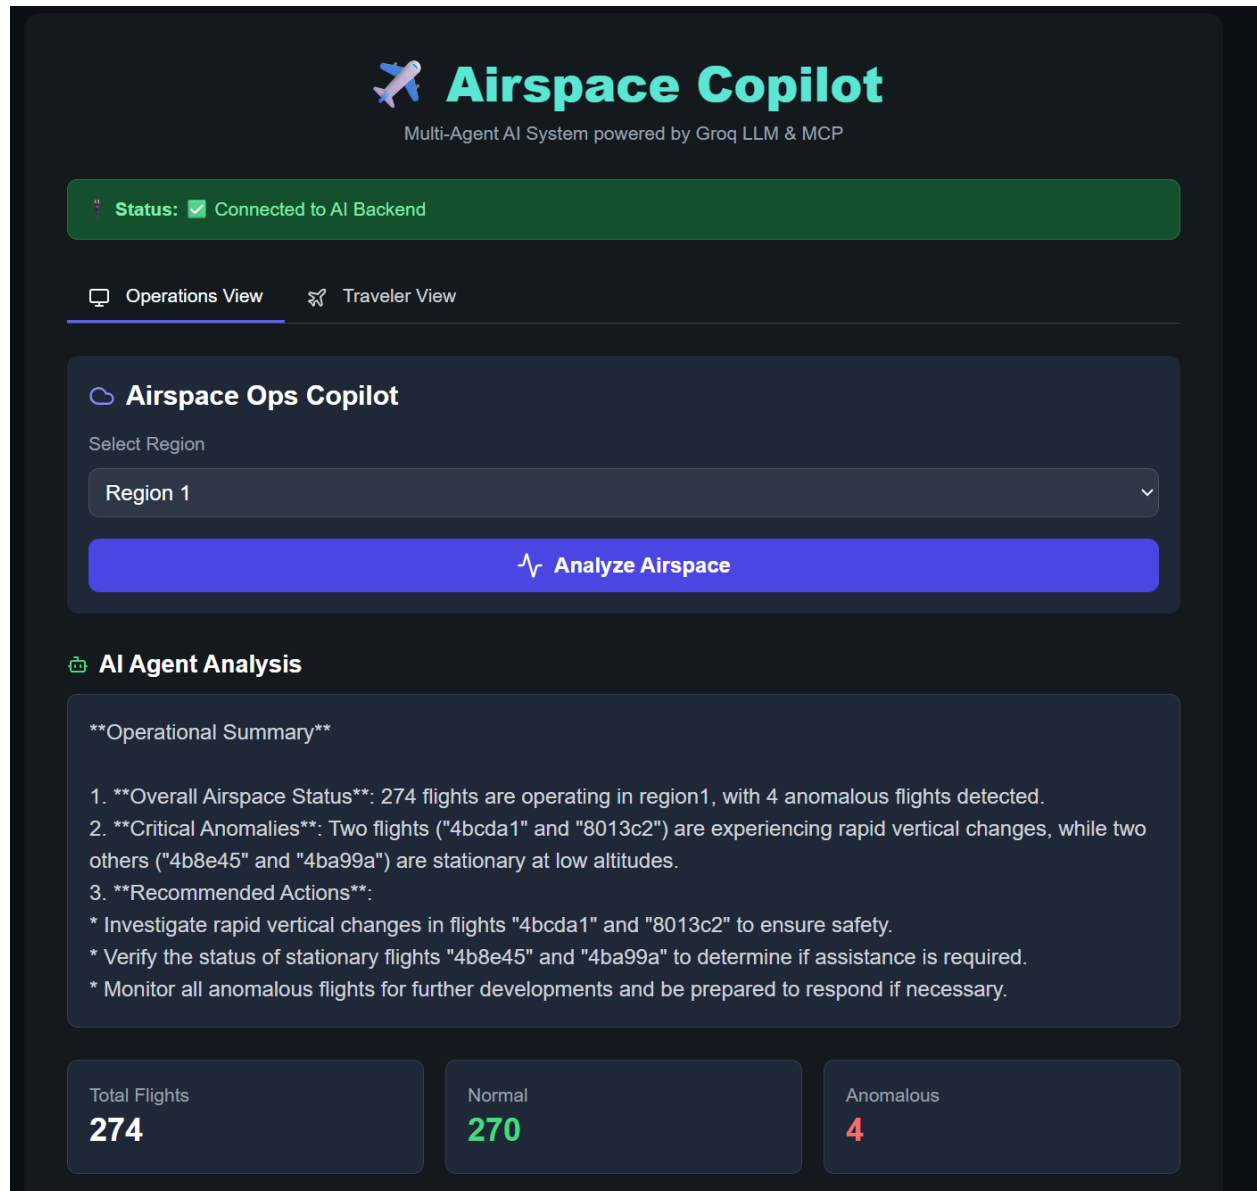 ✈️ Airspace Copilot
Multi-Agent AI System powered by Groq LLM & MCP
Status: ✅ Connected to AI Backend
Operations View
Traveler View
Airspace Ops Copilot
Select Region
Region 1
Analyze Airspace
AI Agent Analysis
**Operational Summary**
1. **Overall Airspace Status**: 274 flights are operating in region1, with 4 anomalous flights detected.
2. **Critical Anomalies**: Two flights ("4bcda1" and "8013c2") are experiencing rapid vertical changes, while two
others ("4b8e45" and "4ba99a") are stationary at low altitudes.
3. **Recommended Actions**:
* Investigate rapid vertical changes in flights "4bcda1" and "8013c2" to ensure safety.
* Verify the status of stationary flights "4b8e45" and "4ba99a" to determine if assistance is required.
* Monitor all anomalous flights for further developments and be prepared to respond if necessary.
Total Flights
274
Normal
270
Anomalous
4